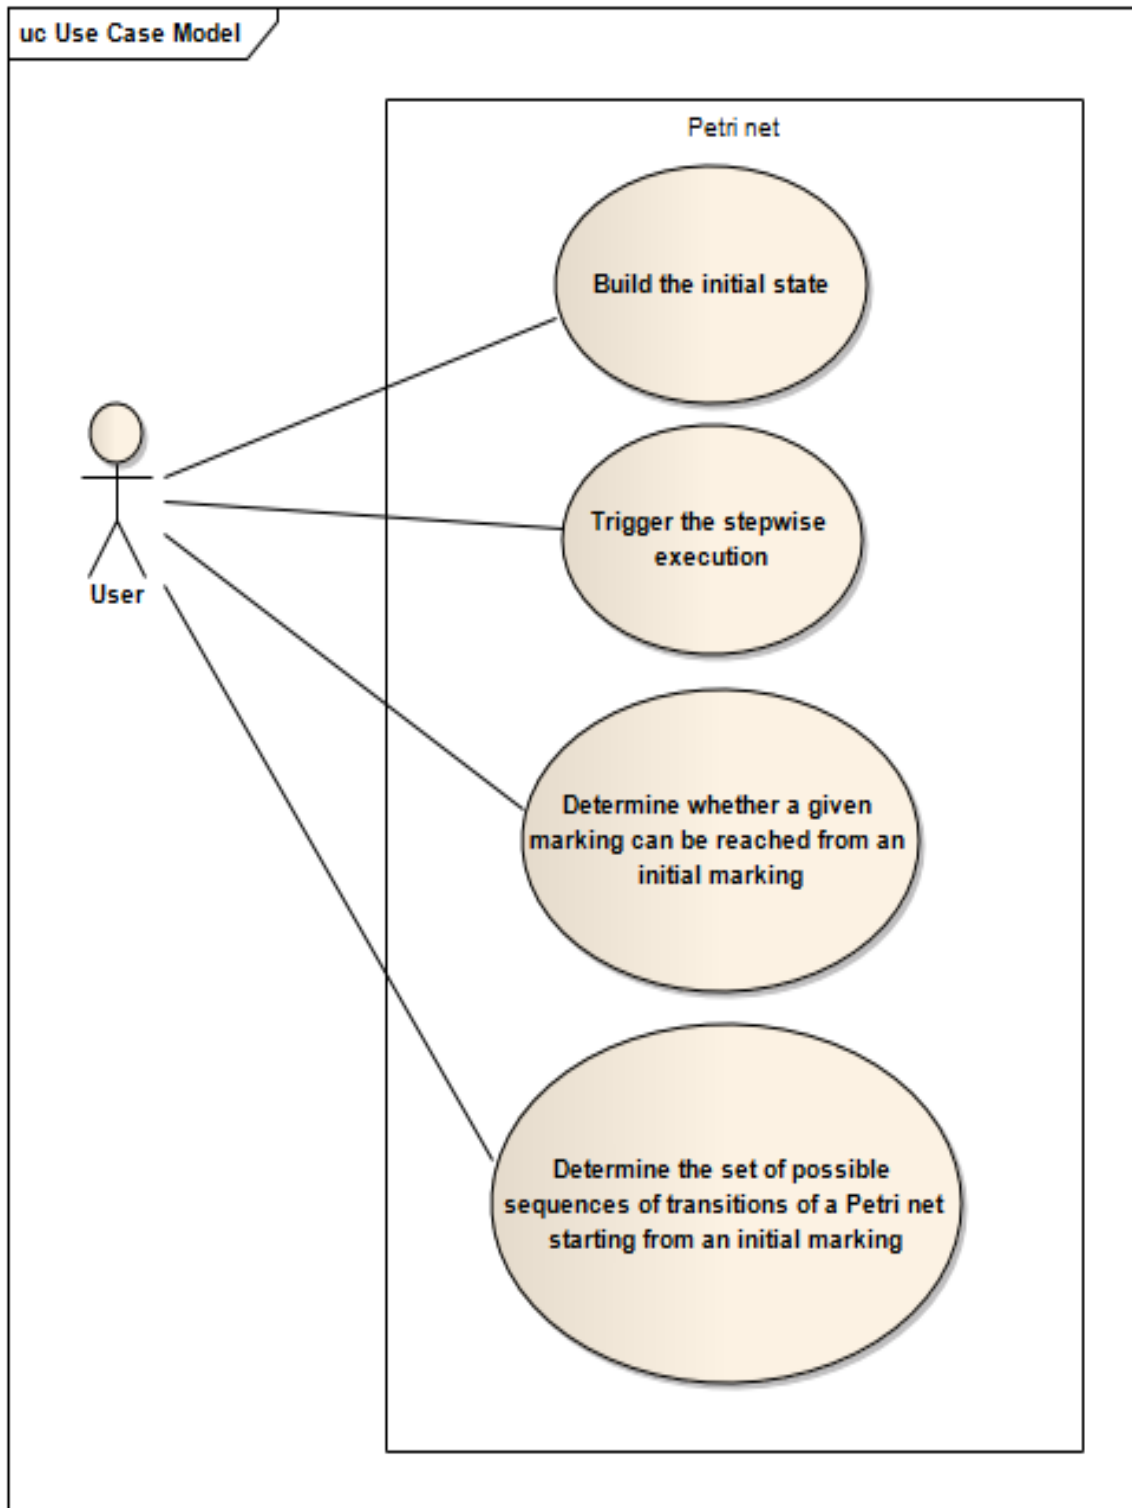 uc Use Case Model
Petri net
Build the initial state
Trigger the stepwise
execution
User
Determine whether a given
marking can be reached from an
initial marking
Determine the set of possible
sequences of transitions of a Petri net
starting from an initial marking